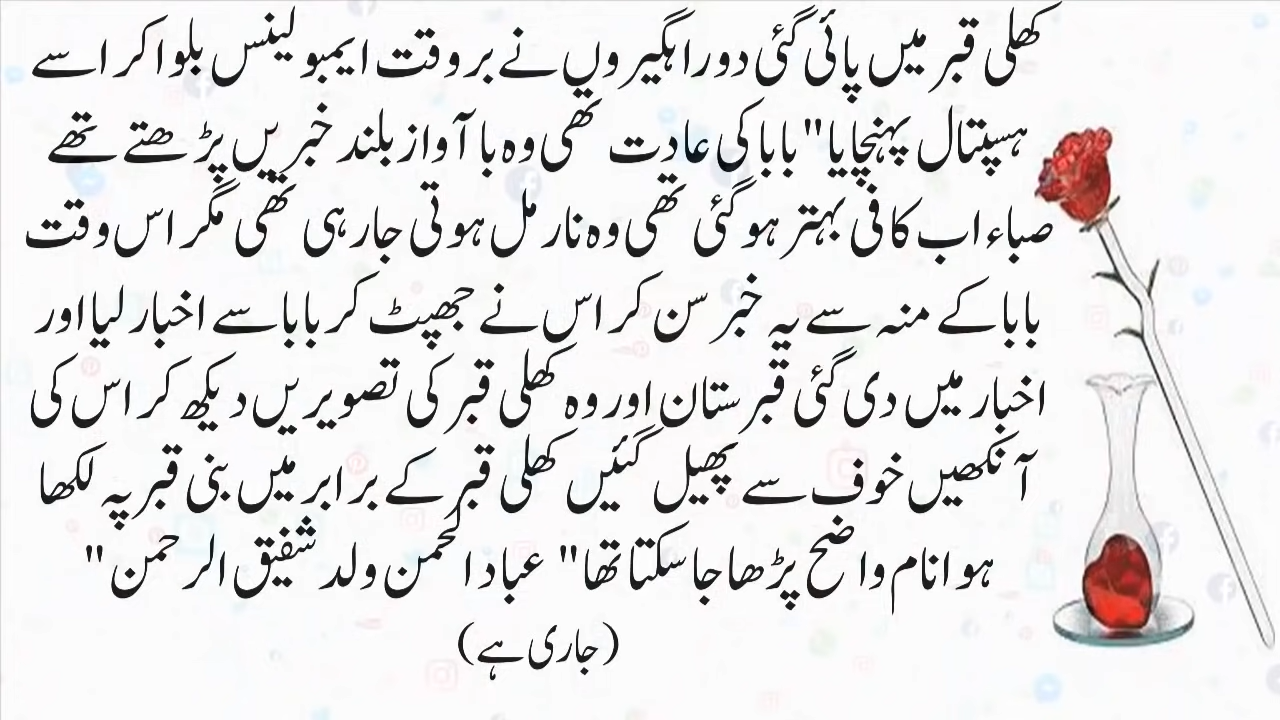 کھلی قبر میں پائی گئی دوراہگیروں نے بروقت ایمبولینس بلوا کر اسے
ہسپتال پہنچایا" بابا کی عادت تھی وہ با آواز بلند خبریں پڑھتے تھے
صباء اب کافی بہتر ہو گئی تھی وہ نارمل ہوتی جا رہی تھی مگر اس وقت
بابا کے منہ سے یہ خبر سن کر اس نے جھپٹ کر بابا سے اخبار لیا اور
اخبار میں دی گئی قبرستان اور وہ کھلی قبر کی تصویریں دیکھ کر اس کی
آنکھیں خوف سے پھیل گئیں کھلی قبر کے برابر میں بنی قبر پہ لکھا
ہوا نام واضح پڑھا جا سکتا تھا" عباد الحمن ولد شفیق الرحمن"
(جاری ہے)